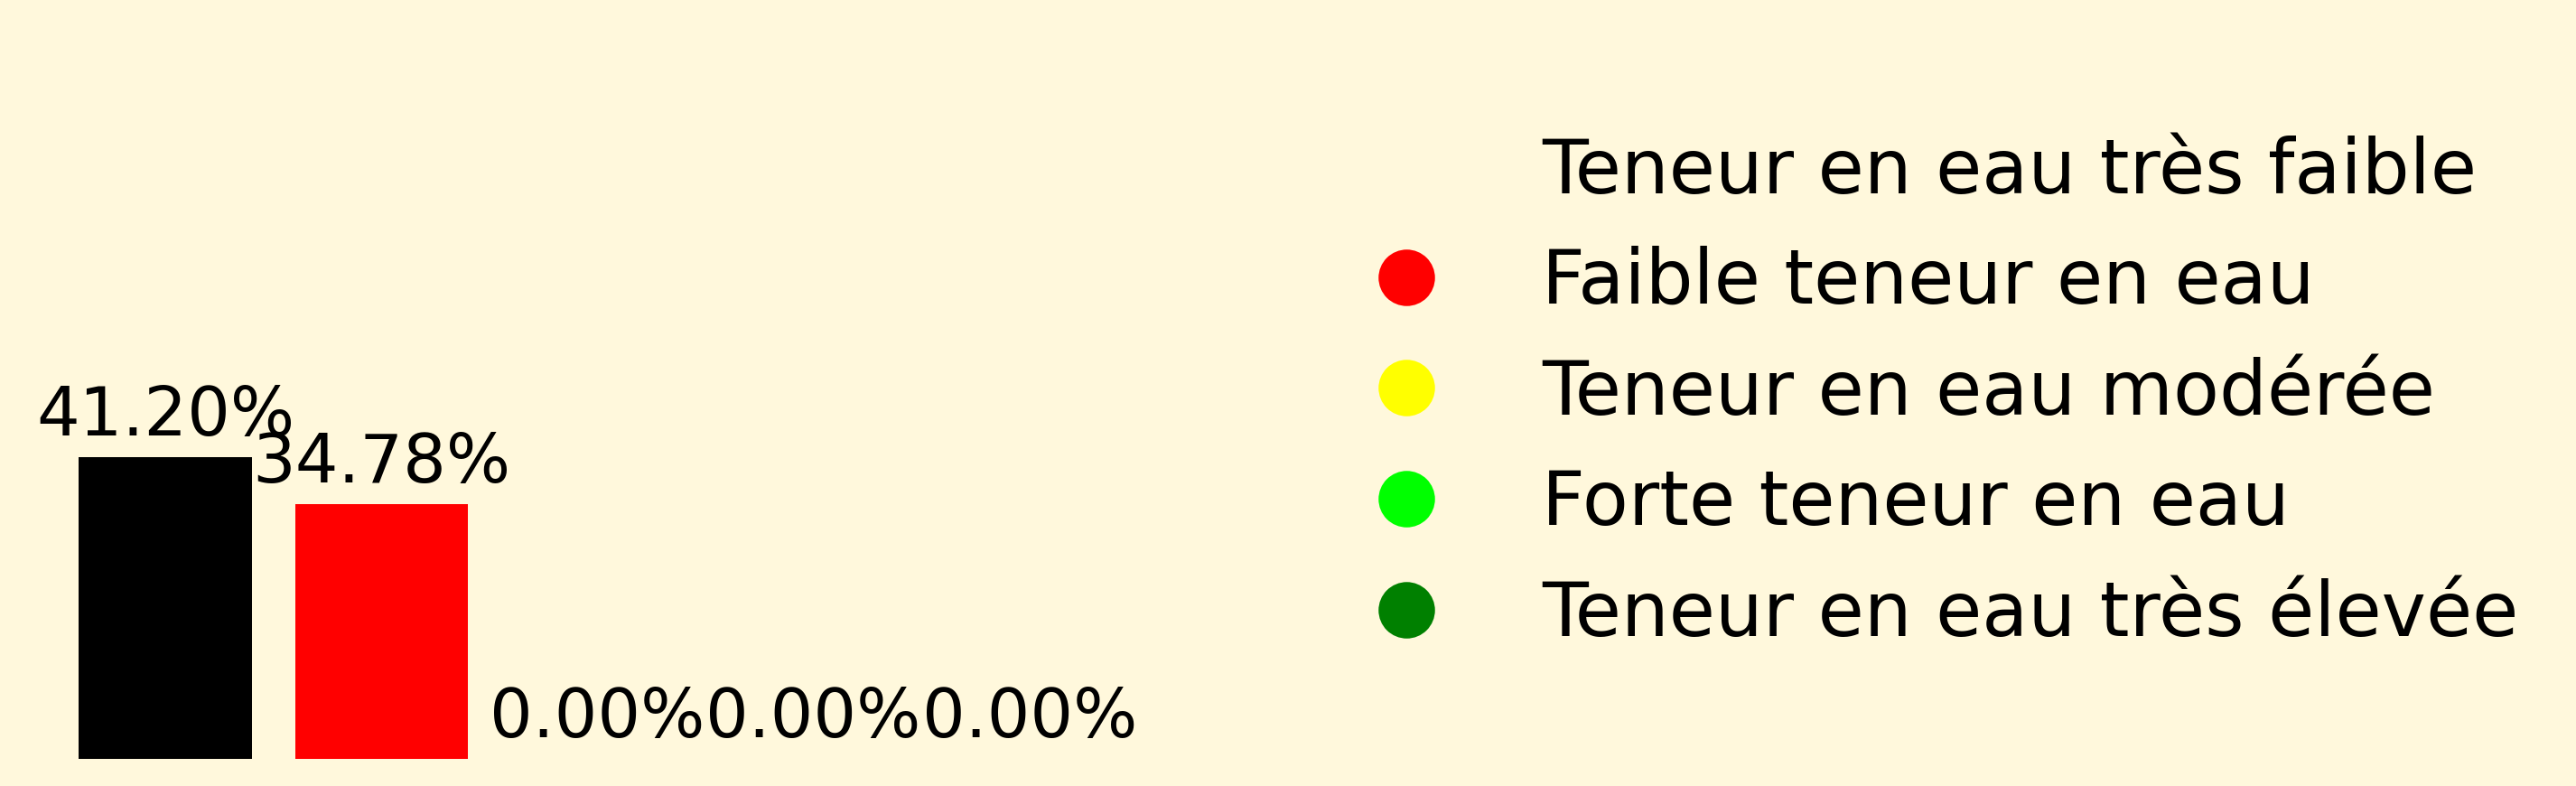 41.20%
34.78%
0.00%
0.00%
0.00%
Teneur en eau très faible
Faible teneur en eau
Teneur en eau modérée
Forte teneur en eau
Teneur en eau très élevée